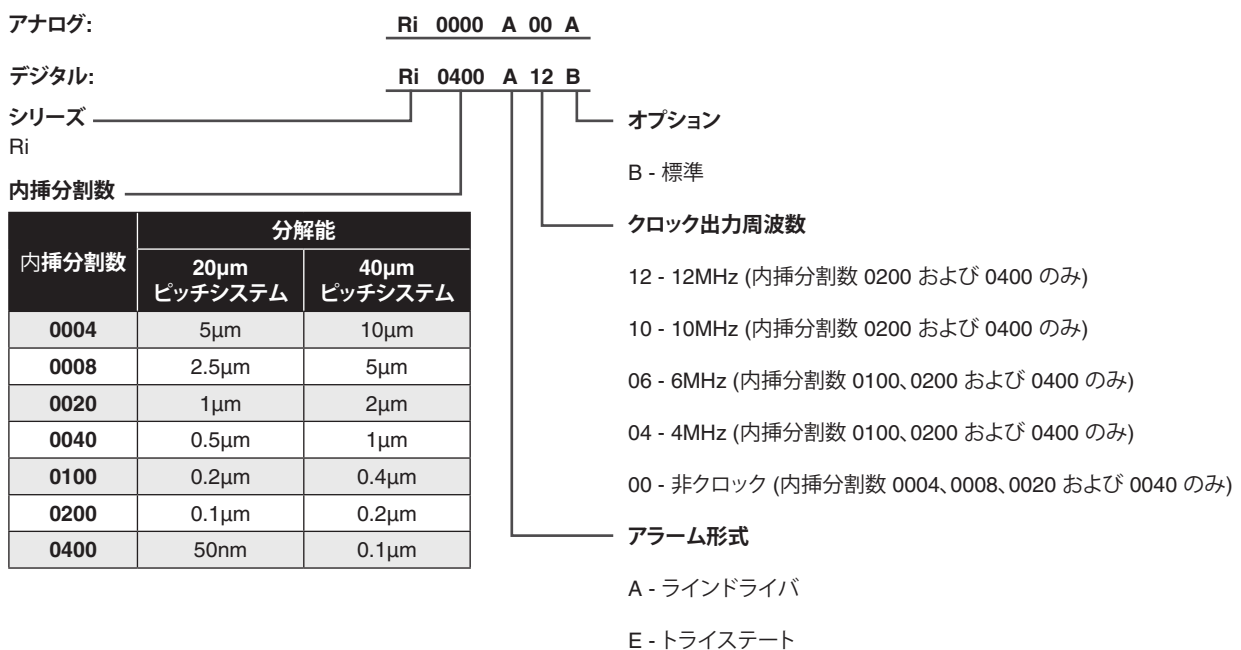 アナログ: Ri 0000 A 00 A
デジタル: Ri 0400 A 12 B
シリーズ
Ri
内挿分割数
内挿分割数 分解能
20µm ピッチシステム 40µm ピッチシステム
0004 5µm 10µm
0008 2.5µm 5µm
0020 1µm 2µm
0040 0.5µm 1µm
0100 0.2µm 0.4µm
0200 0.1µm 0.2µm
0400 50nm 0.1µm
オプション
B - 標準
クロック出力周波数
12 - 12MHz (内挿分割数 0200 および 0400 のみ)
10 - 10MHz (内挿分割数 0200 および 0400 のみ)
06 - 6MHz (内挿分割数 0100、0200 および 0400 のみ)
04 - 4MHz (内挿分割数 0100、0200 および 0400 のみ)
00 - 非クロック (内挿分割数 0004、0008、0020 および 0040 のみ)
アラーム形式
A - ラインドライバ
E - トライステート